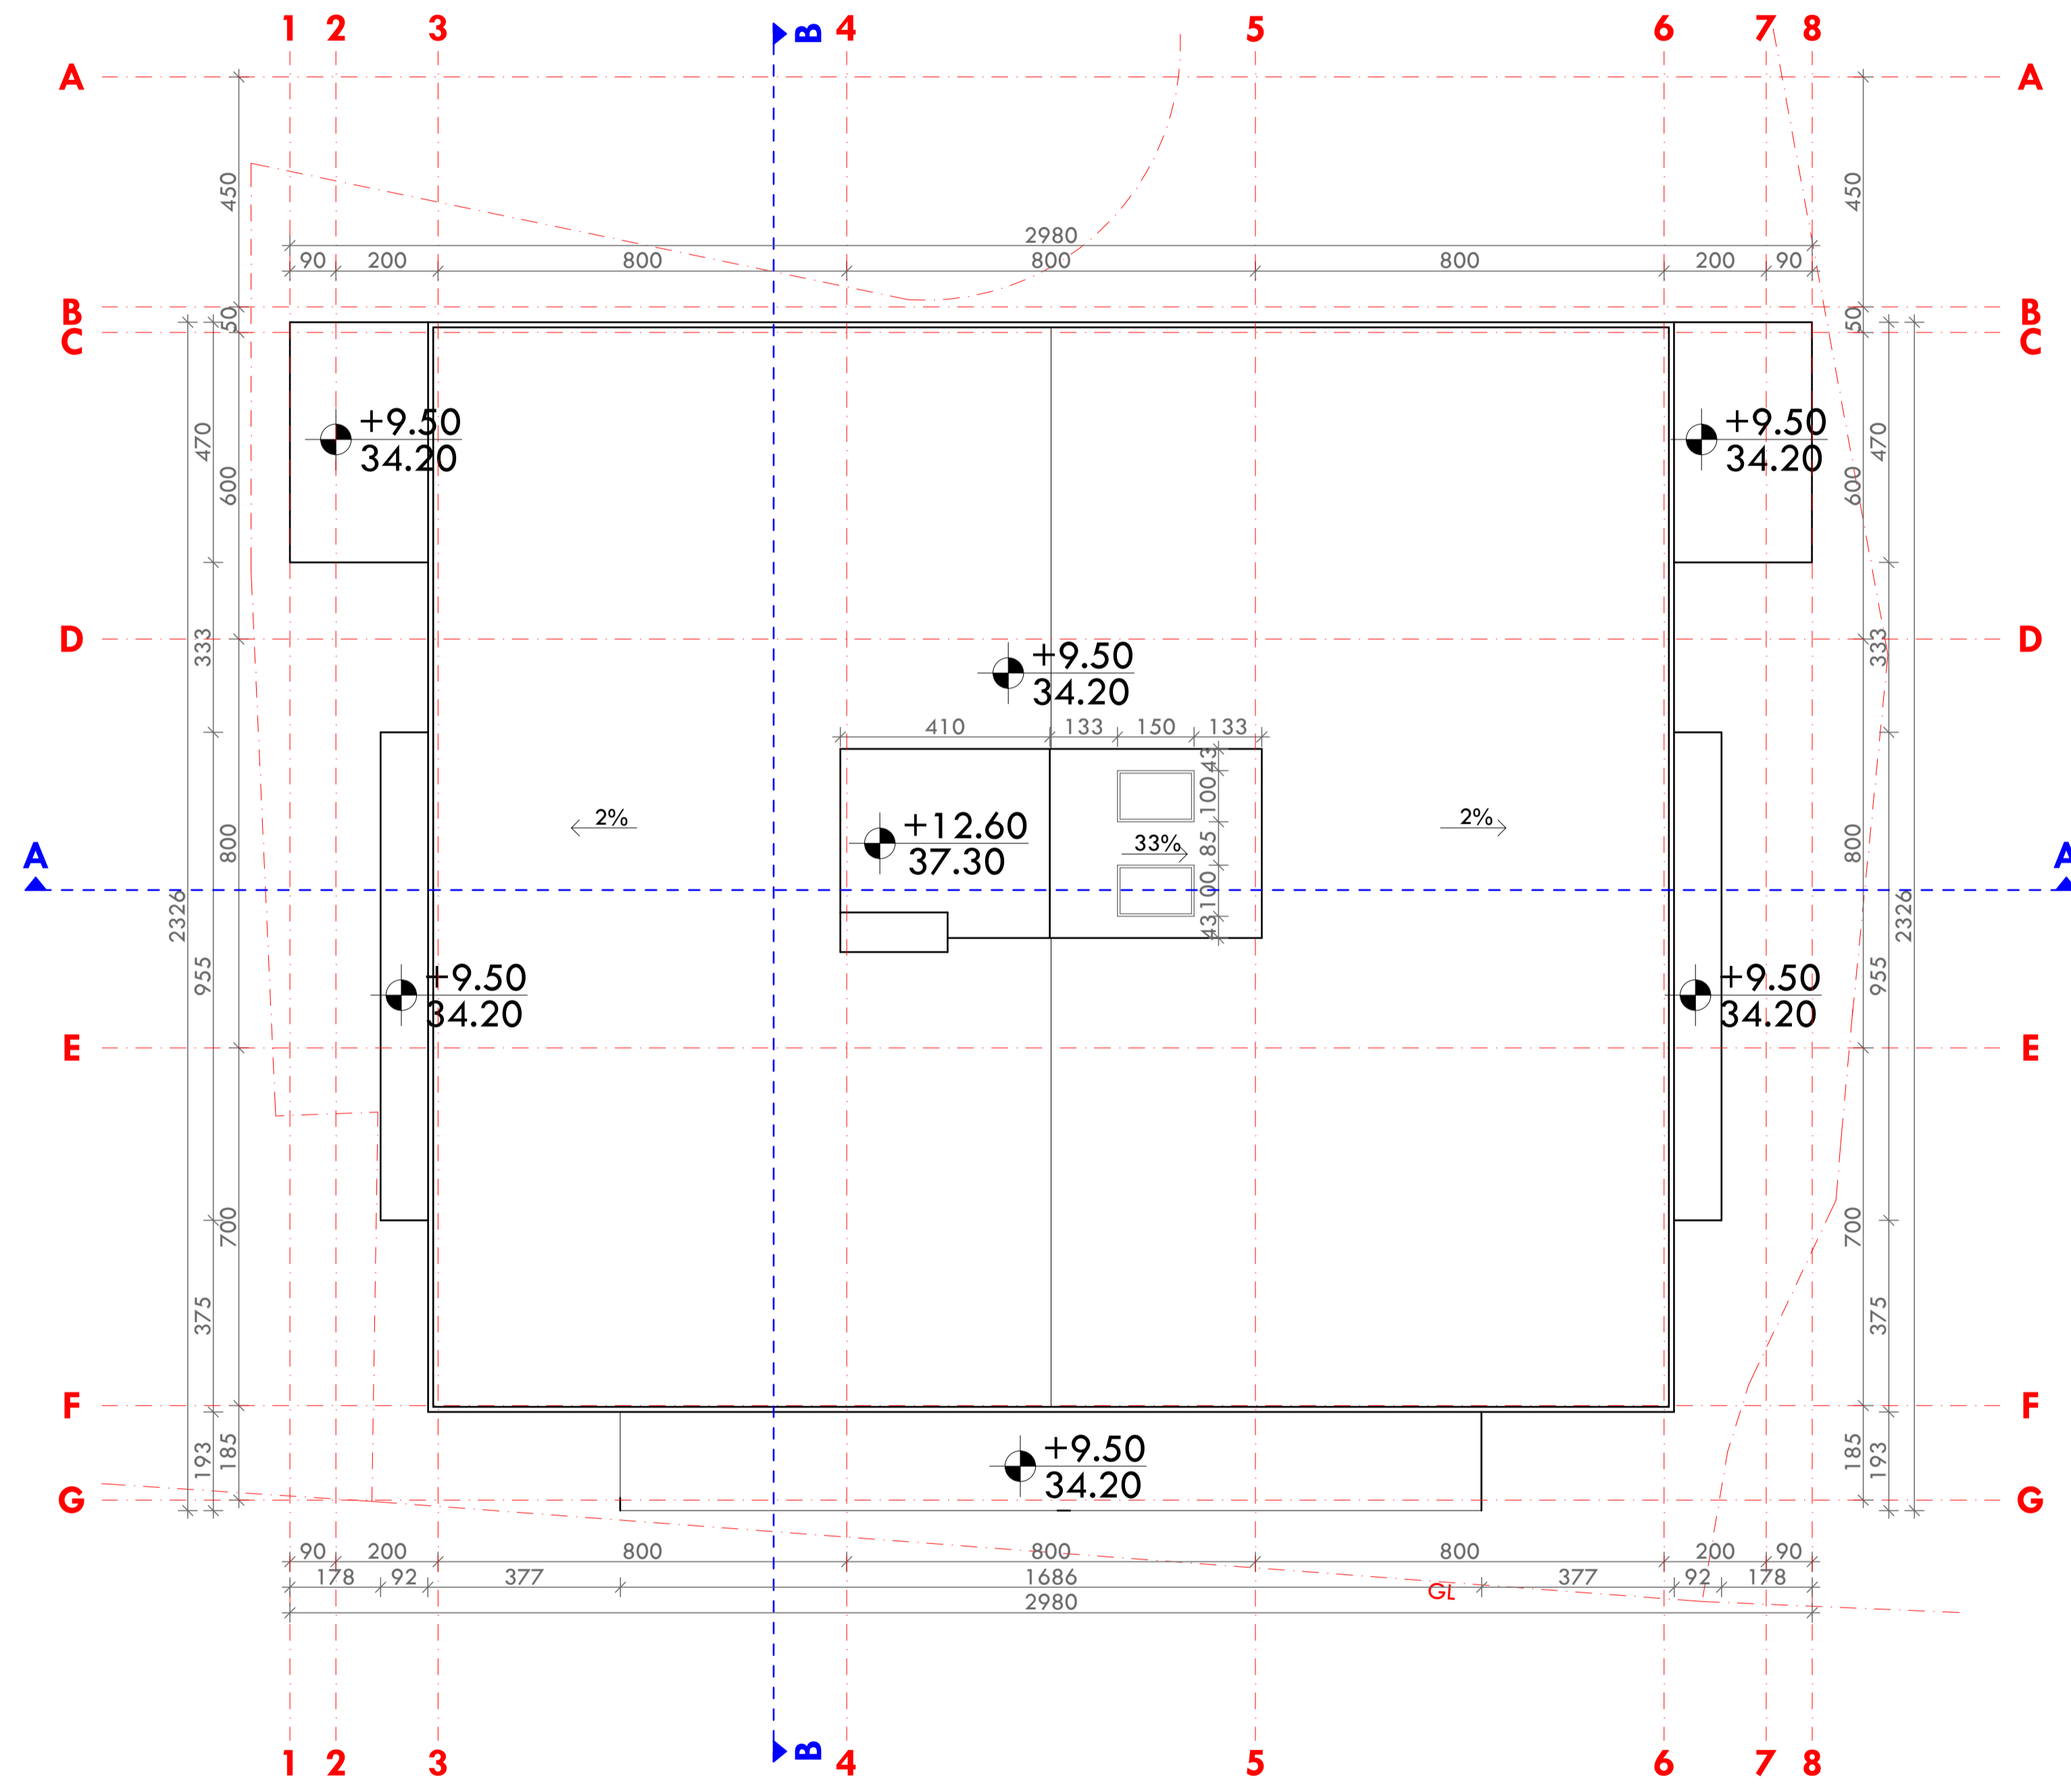 1 2 3 B 4 5 6 7 8
A A
450 450
2980
90 200 800 800 800 200 90
B B
50 50
C C
+9.50 +9.50
34.20 34.20
470 600 600 470
D D
333 333
+9.50
34.20
410 133 150 133
43
100
2% 2%
+12.60
37.30
33%
85
800 800
A A
100
43
2326 2326
955 955
+9.50 +9.50
34.20 34.20
E E
700 700
375 375
F F
+9.50
34.20
193 185 185 193
G G
90 200 800 800 800 200 90
178 92 377 1686 377 92 178
GL
2980
1 2 3 B 4 5 6 7 8